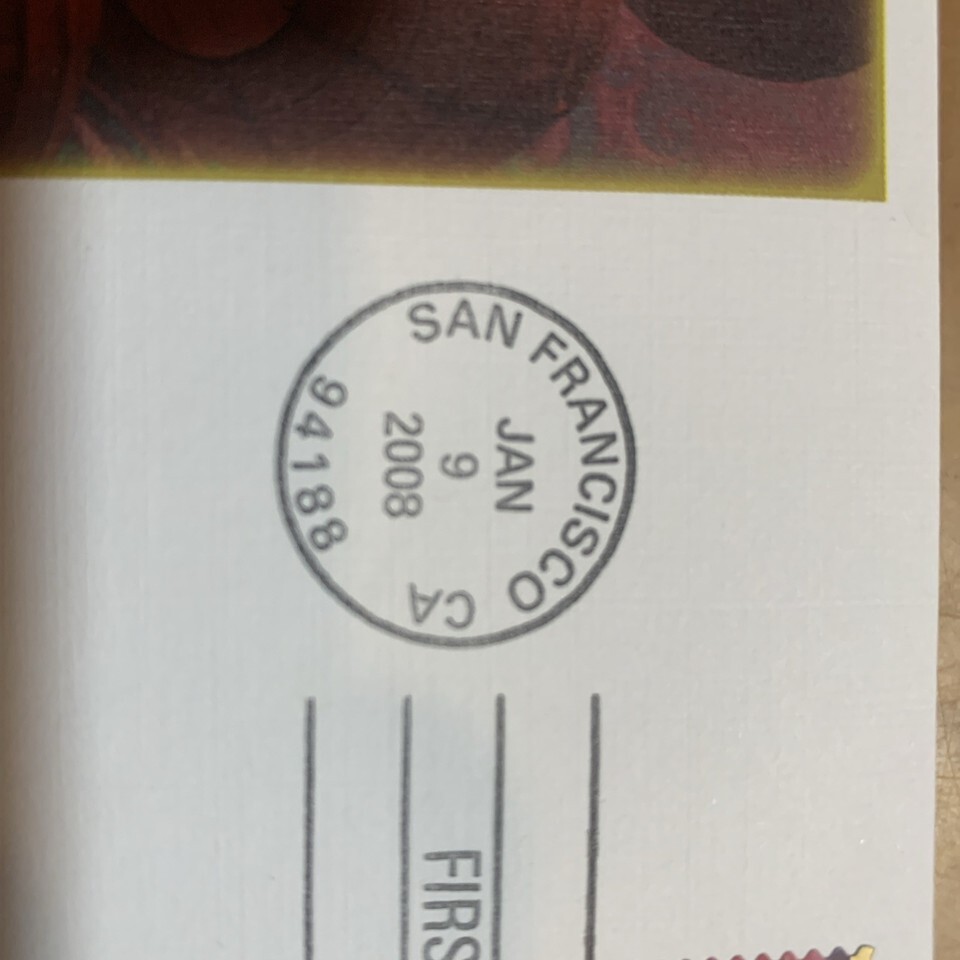 SAN FRANCISCO CA
JAN
9
2008
94188
FIRS